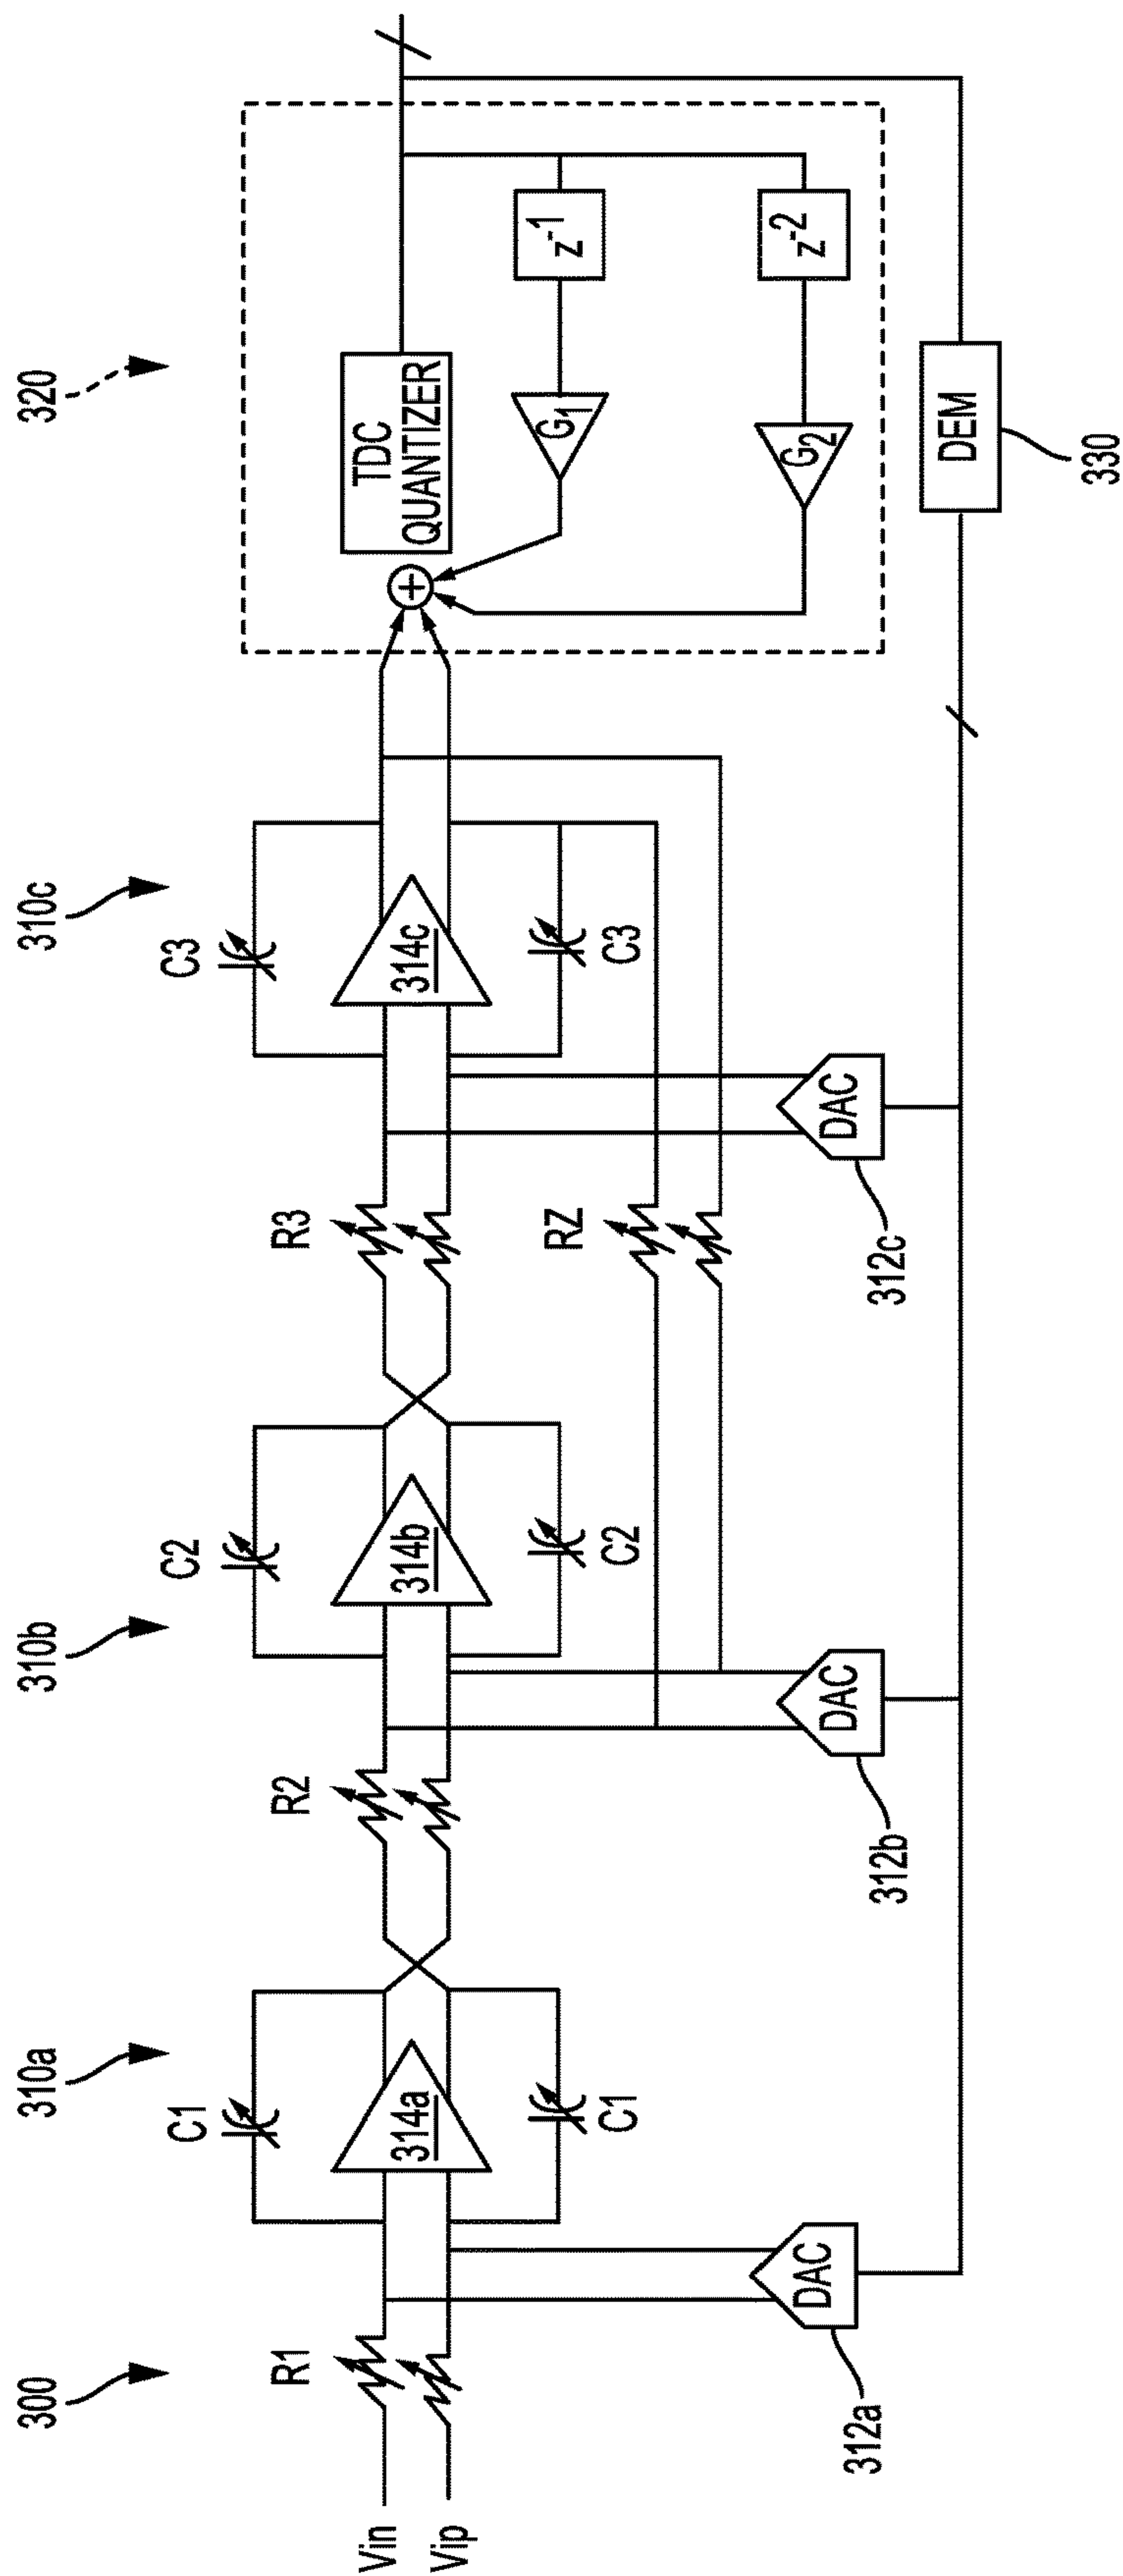 300
310a
310b
310c
320
C1
C2
C3
R1
R2
R3
Vin
Vip
314a
314b
314c
TDC
QUANTIZER
C1
C2
C3
RZ
G1
z-1
G2
z-2
DAC
DAC
DAC
312a
312b
312c
DEM
330